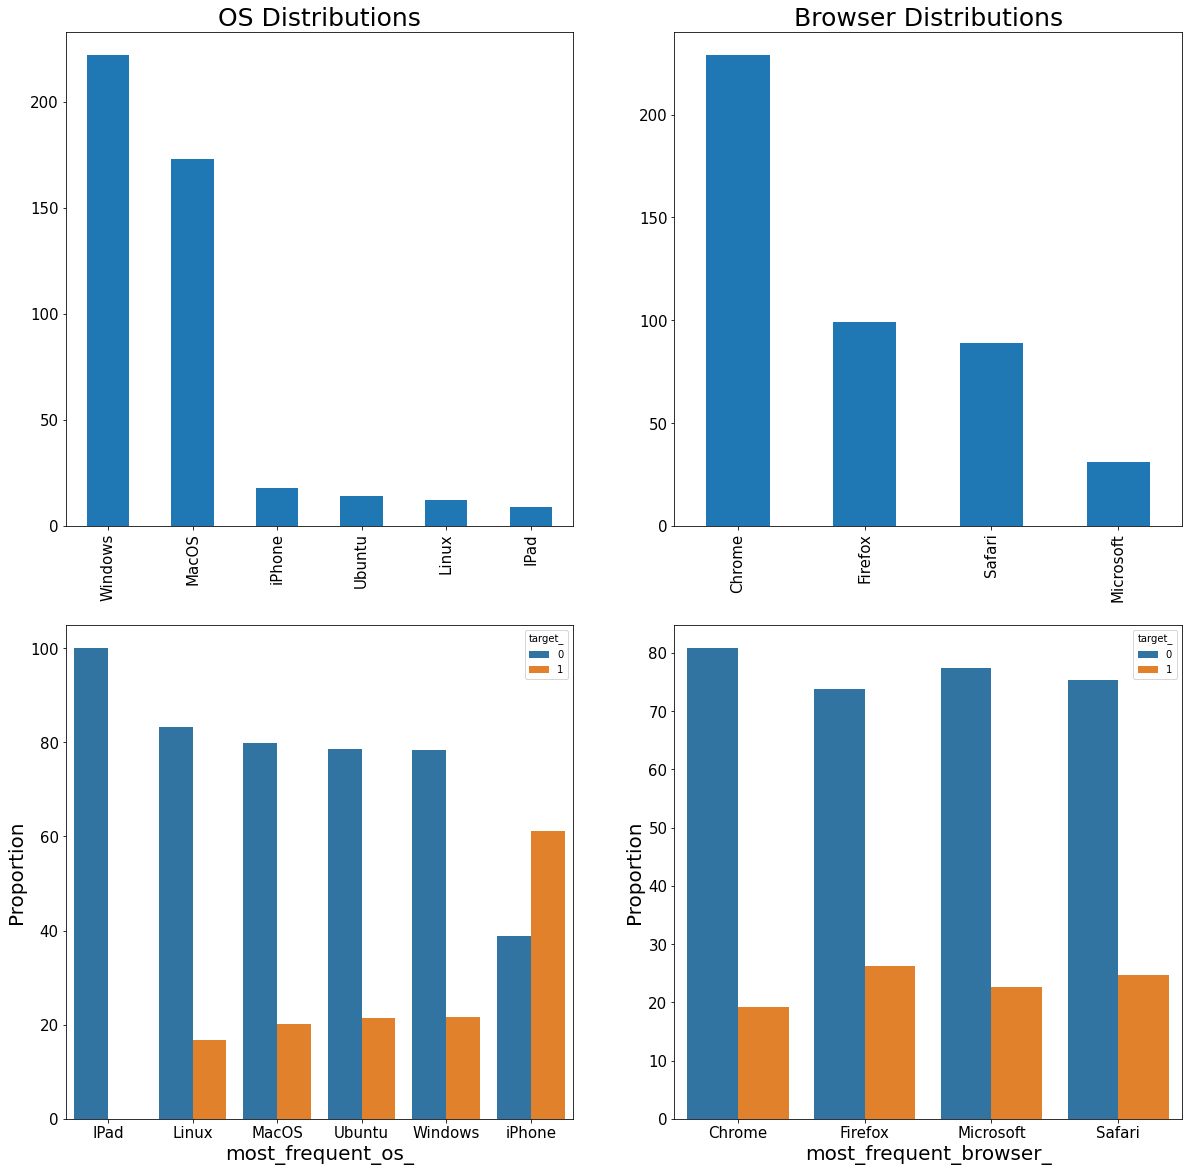 OS Distributions
200
150
100
50
0
Windows
MacOS
iPhone
Ubuntu
Linux
IPad
Browser Distributions
200
150
100
50
0
Chrome
Firefox
Safari
Microsoft
target_
0
1
100
80
60
40
20
0
Proportion
IPad Linux MacOS Ubuntu Windows iPhone
most_frequent_os_
target_
0
1
80
70
60
50
40
30
20
10
0
Proportion
Chrome Firefox Microsoft Safari
most_frequent_browser_